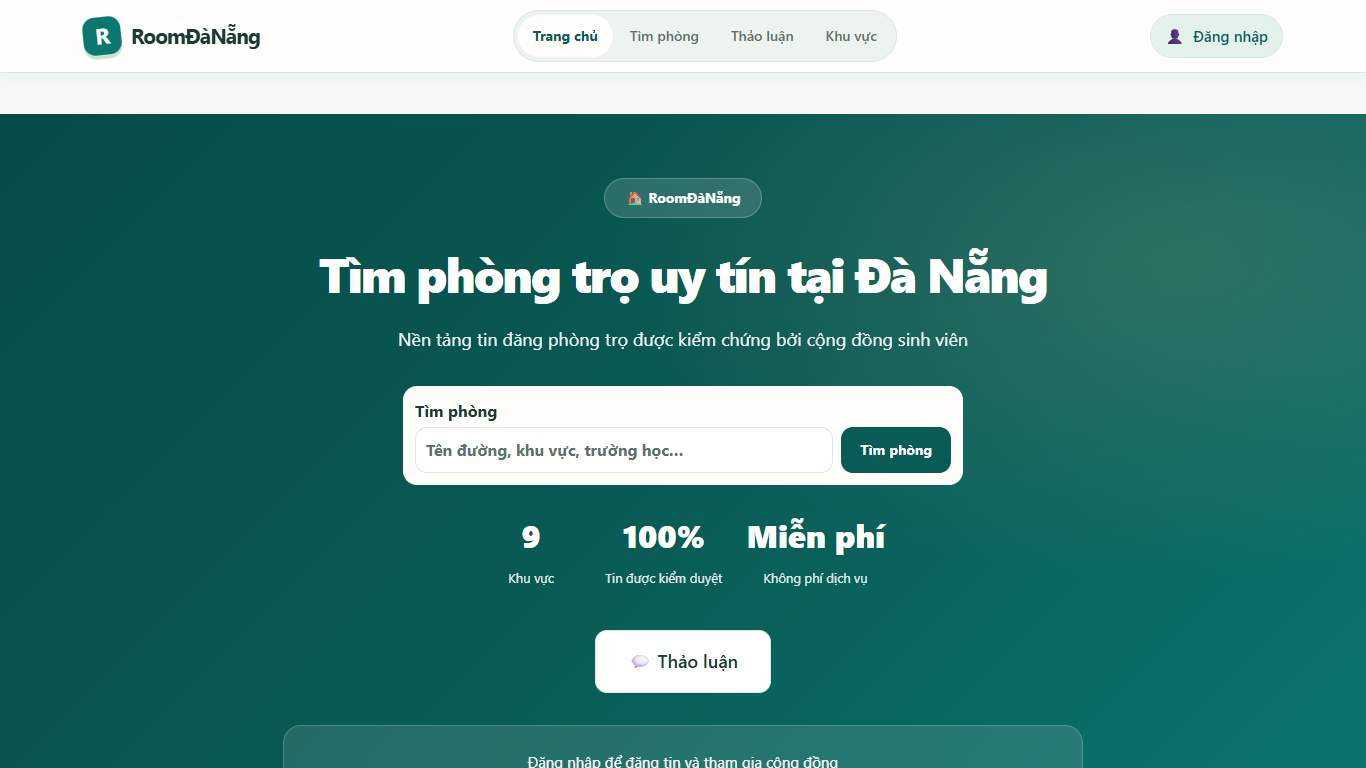 R RoomĐàNẵng
Trang chủ Tìm phòng Thảo luận Khu vực
Đăng nhập
RoomĐàNẵng
Tìm phòng trọ uy tín tại Đà Nẵng
Nền tảng tin đăng phòng trọ được kiểm chứng bởi cộng đồng sinh viên
Tìm phòng
Tên đường, khu vực, trường học...
Tìm phòng
9
Khu vực
100%
Tin được kiểm duyệt
Miễn phí
Không phí dịch vụ
Thảo luận
Đăng nhập để đăng tin và tham gia cộng đồng